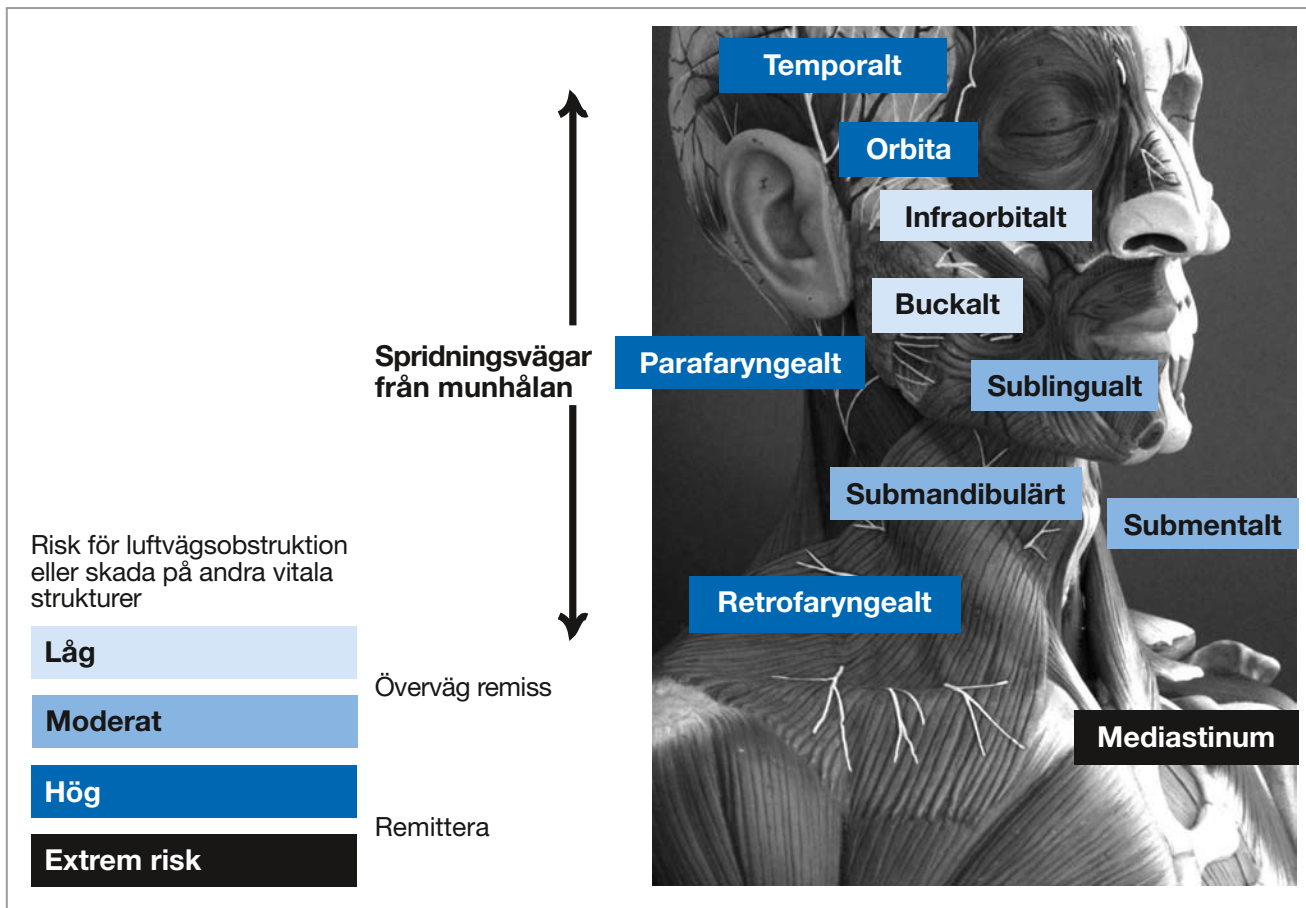 Temporalt
Orbita
Infraorbitalt
Buckalt
Spridningsvägar
från munhålan
Parafaryngealt
Sublingualt
Submandibulärt
Submentalt
Retrofaryngealt
Mediastinum
Risk för luftvägsobstruktion
eller skada på andra vitala
strukturer
Låg
Överväg remiss
Moderat
Hög
Remittera
Extrem risk